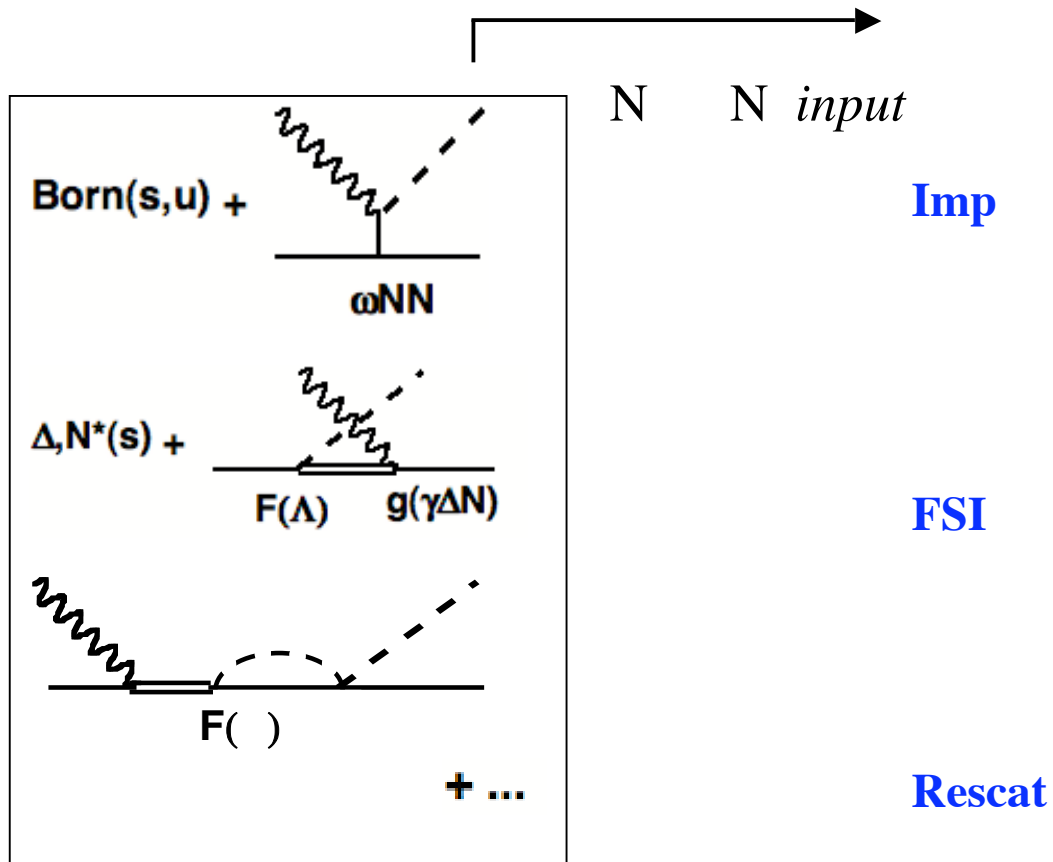 N N input
Born(s,u) +
Imp
ωNN
Δ,N*(s) +
F(Λ) g(γΔN)
FSI
F( )
+ ...
Rescat